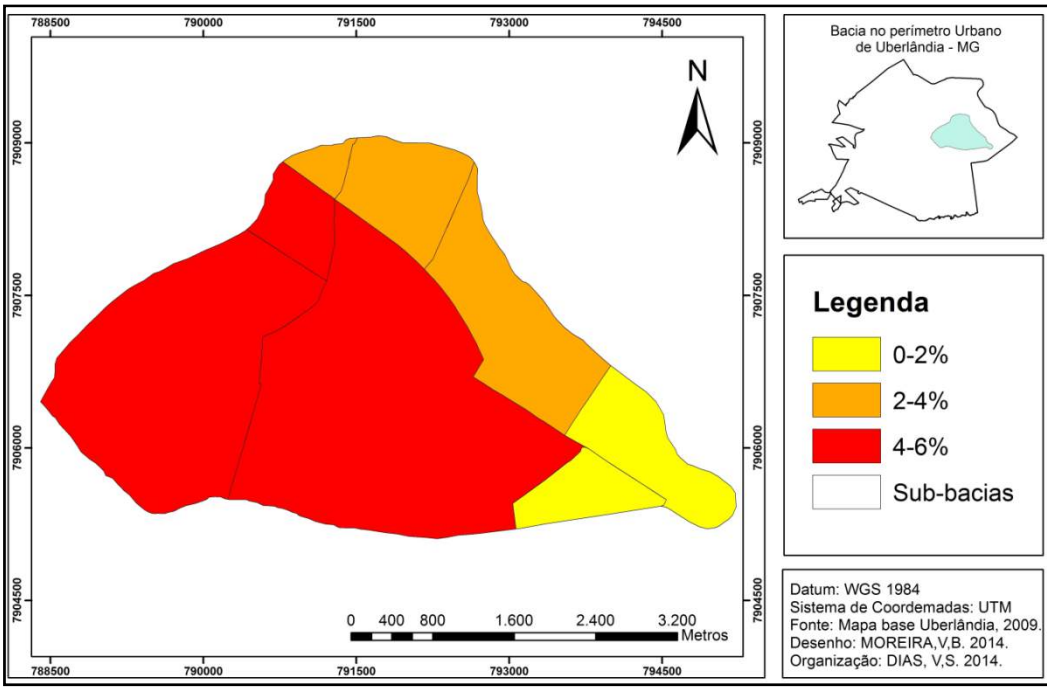 788500 790000 791500 793000 794500
7909000
7907500
7906000
7904500
N
0 400 800 1.600 2.400 3.200
Metros
788500 790000 791500 793000 794500
7909000
7907500
7906000
7904500
Bacia no perímetro Urbano
de Uberlândia - MG
Legenda
0-2%
2-4%
4-6%
Sub-bacias
Datum: WGS 1984
Sistema de Coordemadas: UTM
Fonte: Mapa base Uberlândia, 2009.
Desenho: MOREIRA,V,B. 2014.
Organização: DIAS, V,S. 2014.